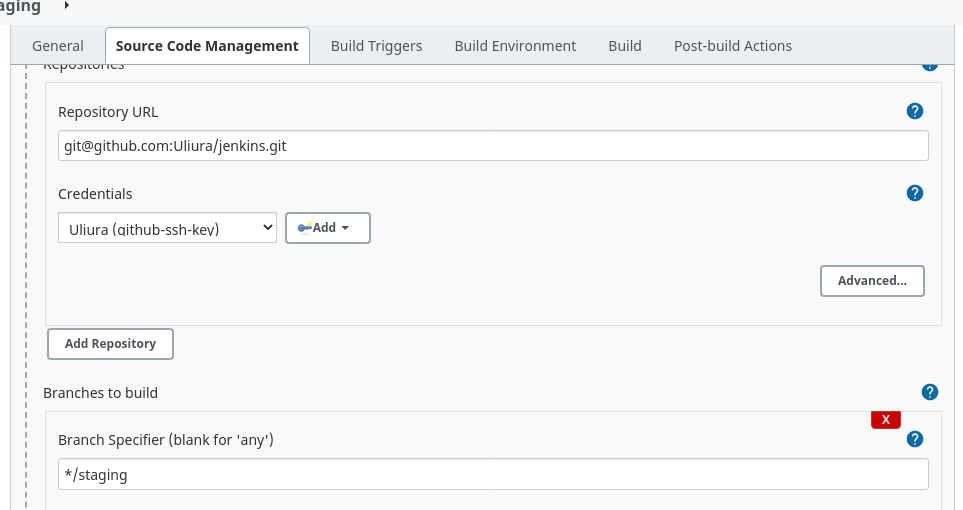 aging
General Source Code Management Build Triggers Build Environment Build Post-build Actions
Repositories
Repository URL
git@github.com:Uliura/jenkins.git
Credentials
Uliura (github-ssh-key)
Add
Advanced...
Add Repository
Branches to build
X
Branch Specifier (blank for 'any')
*/staging